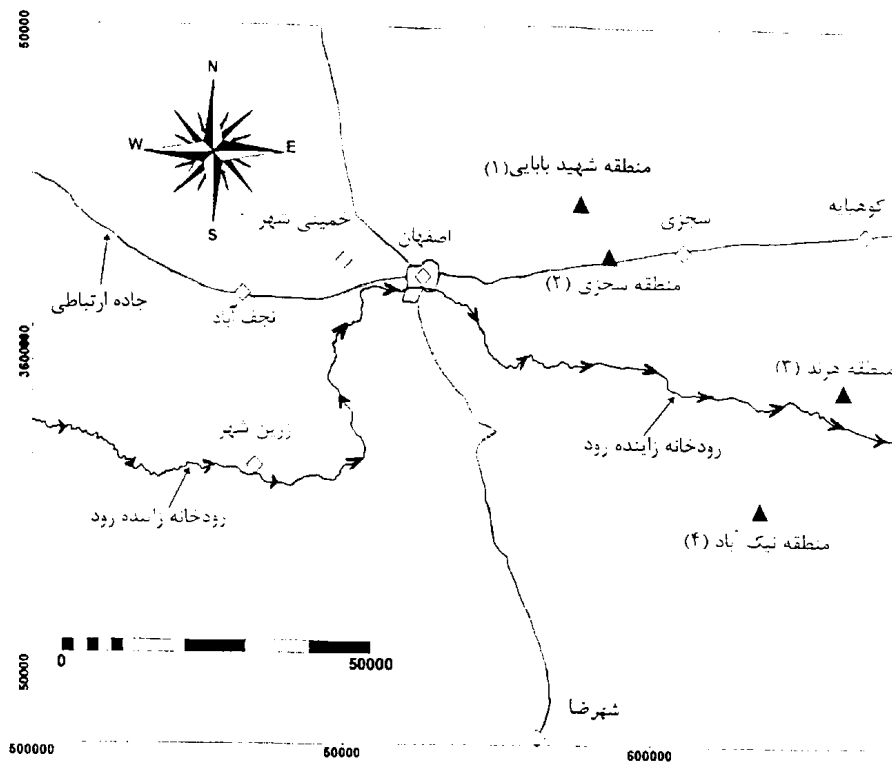 50000
N
W
E
S
منطقه شهید بابایی(۱)
کوهپایه
سجزی
خمینی شهر
اصفهان
منطقه سجزی (۲)
جاده ارتباطی
نجف آباد
3600000
منطقه هرند (۳)
زرین شهر
رودخانه زاینده رود
رودخانه زاینده رود
منطقه نیک آباد (۴)
0
50000
50000
شهرضا
500000
50000
600000